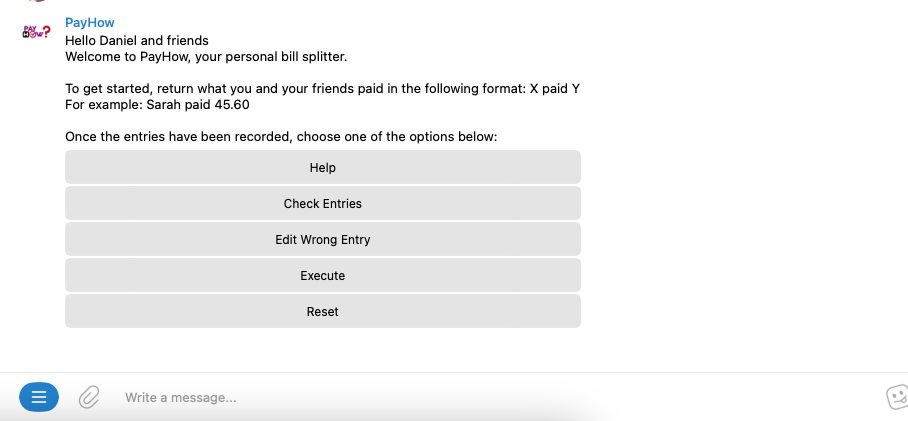 PAY
HOW?
PayHow
Hello Daniel and friends
Welcome to PayHow, your personal bill splitter.
To get started, return what you and your friends paid in the following format: X paid Y
For example: Sarah paid 45.60
Once the entries have been recorded, choose one of the options below:
Help
Check Entries
Edit Wrong Entry
Execute
Reset
Write a message...